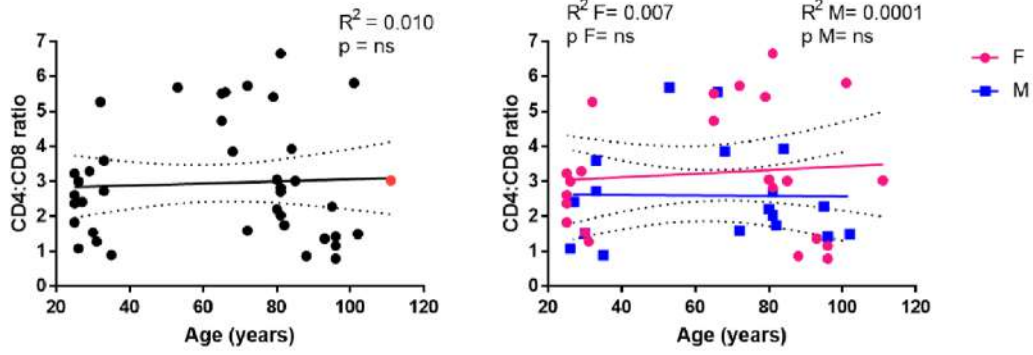 R² = 0.010
p = ns
7
6
5
4
3
2
1
0
CD4:CD8 ratio
20 40 60 80 100 120
Age (years)
R² F= 0.007
p F= ns
R² M= 0.0001
p M= ns
F
M
7
6
5
4
3
2
1
0
CD4:CD8 ratio
20 40 60 80 100 120
Age (years)